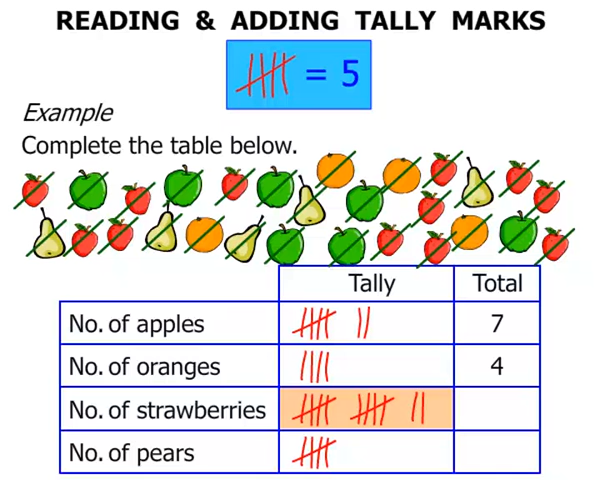 READING & ADDING TALLY MARKS
= 5
Example
Complete the table below.
Tally Total
No. of apples 7
No. of oranges 4
No. of strawberries
No. of pears